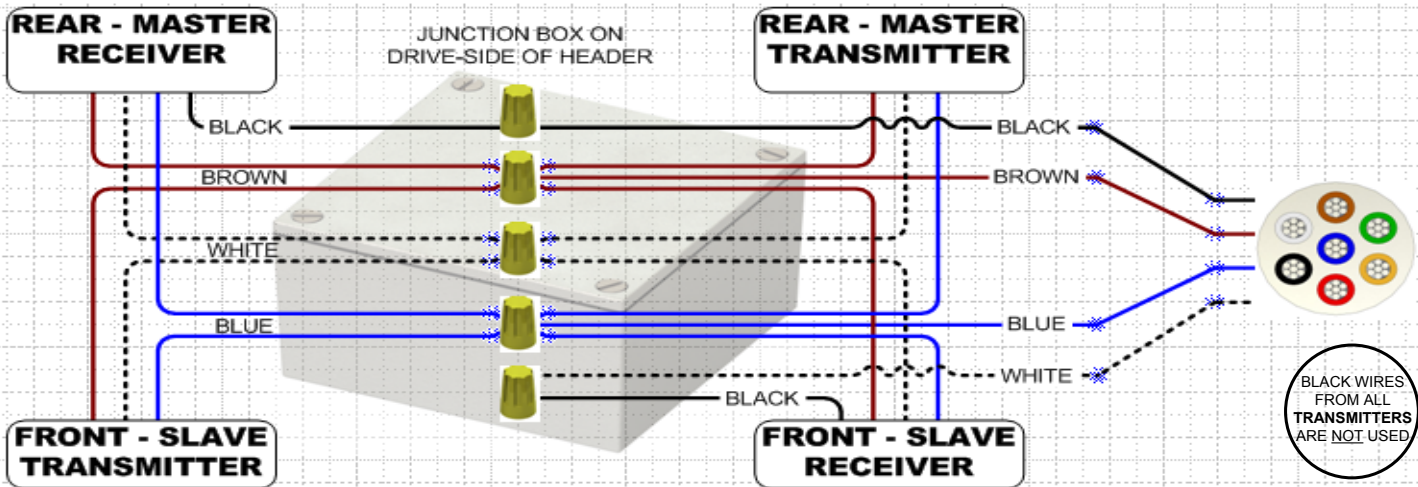 REAR - MASTER
RECEIVER
JUNCTION BOX ON
DRIVE-SIDE OF HEADER
REAR - MASTER
TRANSMITTER
BLACK
BLACK
BROWN
BROWN
WHITE
BLUE
BLUE
WHITE
BLACK
FRONT - SLAVE
TRANSMITTER
FRONT - SLAVE
RECEIVER
BLACK WIRES
FROM ALL
TRANSMITTERS
ARE NOT USED